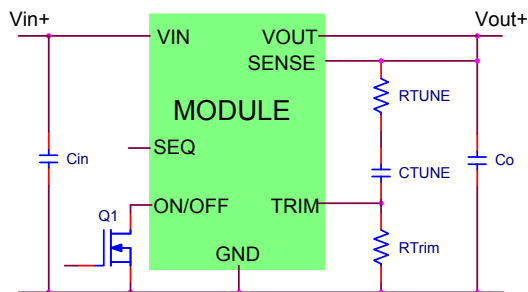 Vin+
Vout+
VIN
VOUT
SENSE
RTUNE
MODULE
Cin
SEQ
CTUNE
Co
Q1
ON/OFF
TRIM
RTrim
GND